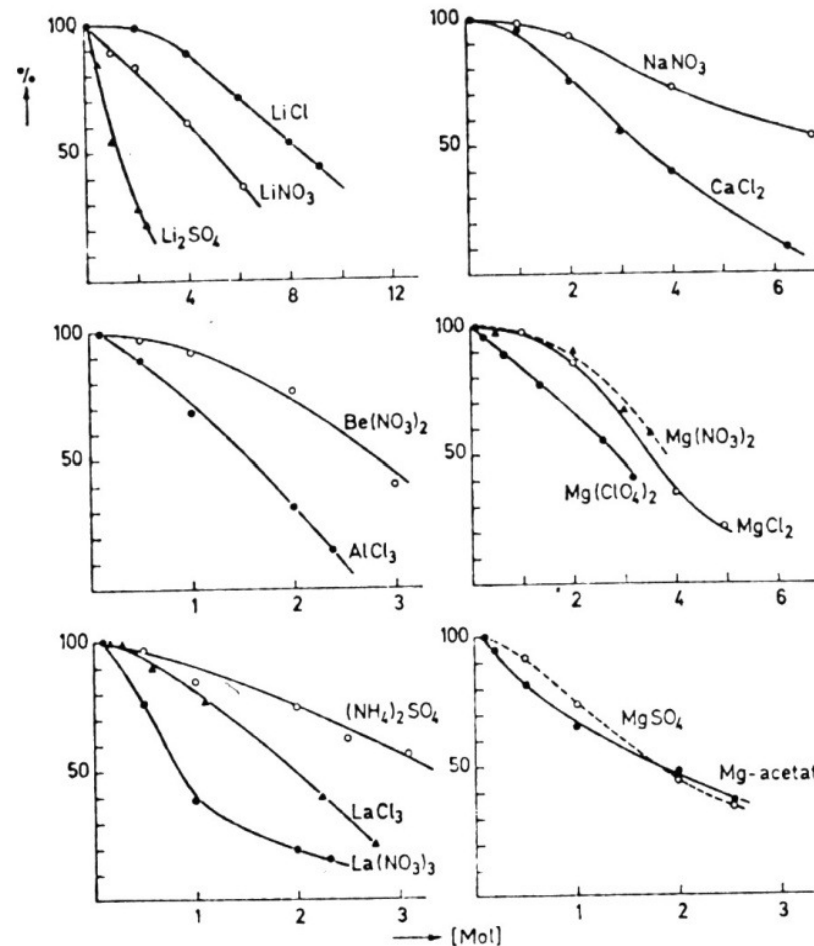 100
%
50
LiCl
LiNO3
Li2SO4
4
8
12
100
50
NaNO3
CaCl2
2
4
6
100
50
Be(NO3)2
AlCl3
1
2
3
100
50
Mg(NO3)2
Mg(ClO4)2
MgCl2
2
4
6
100
50
(NH4)2SO4
LaCl3
La(NO3)3
1
2
3
100
50
MgSO4
Mg-acetat
1
2
3
[Mol]